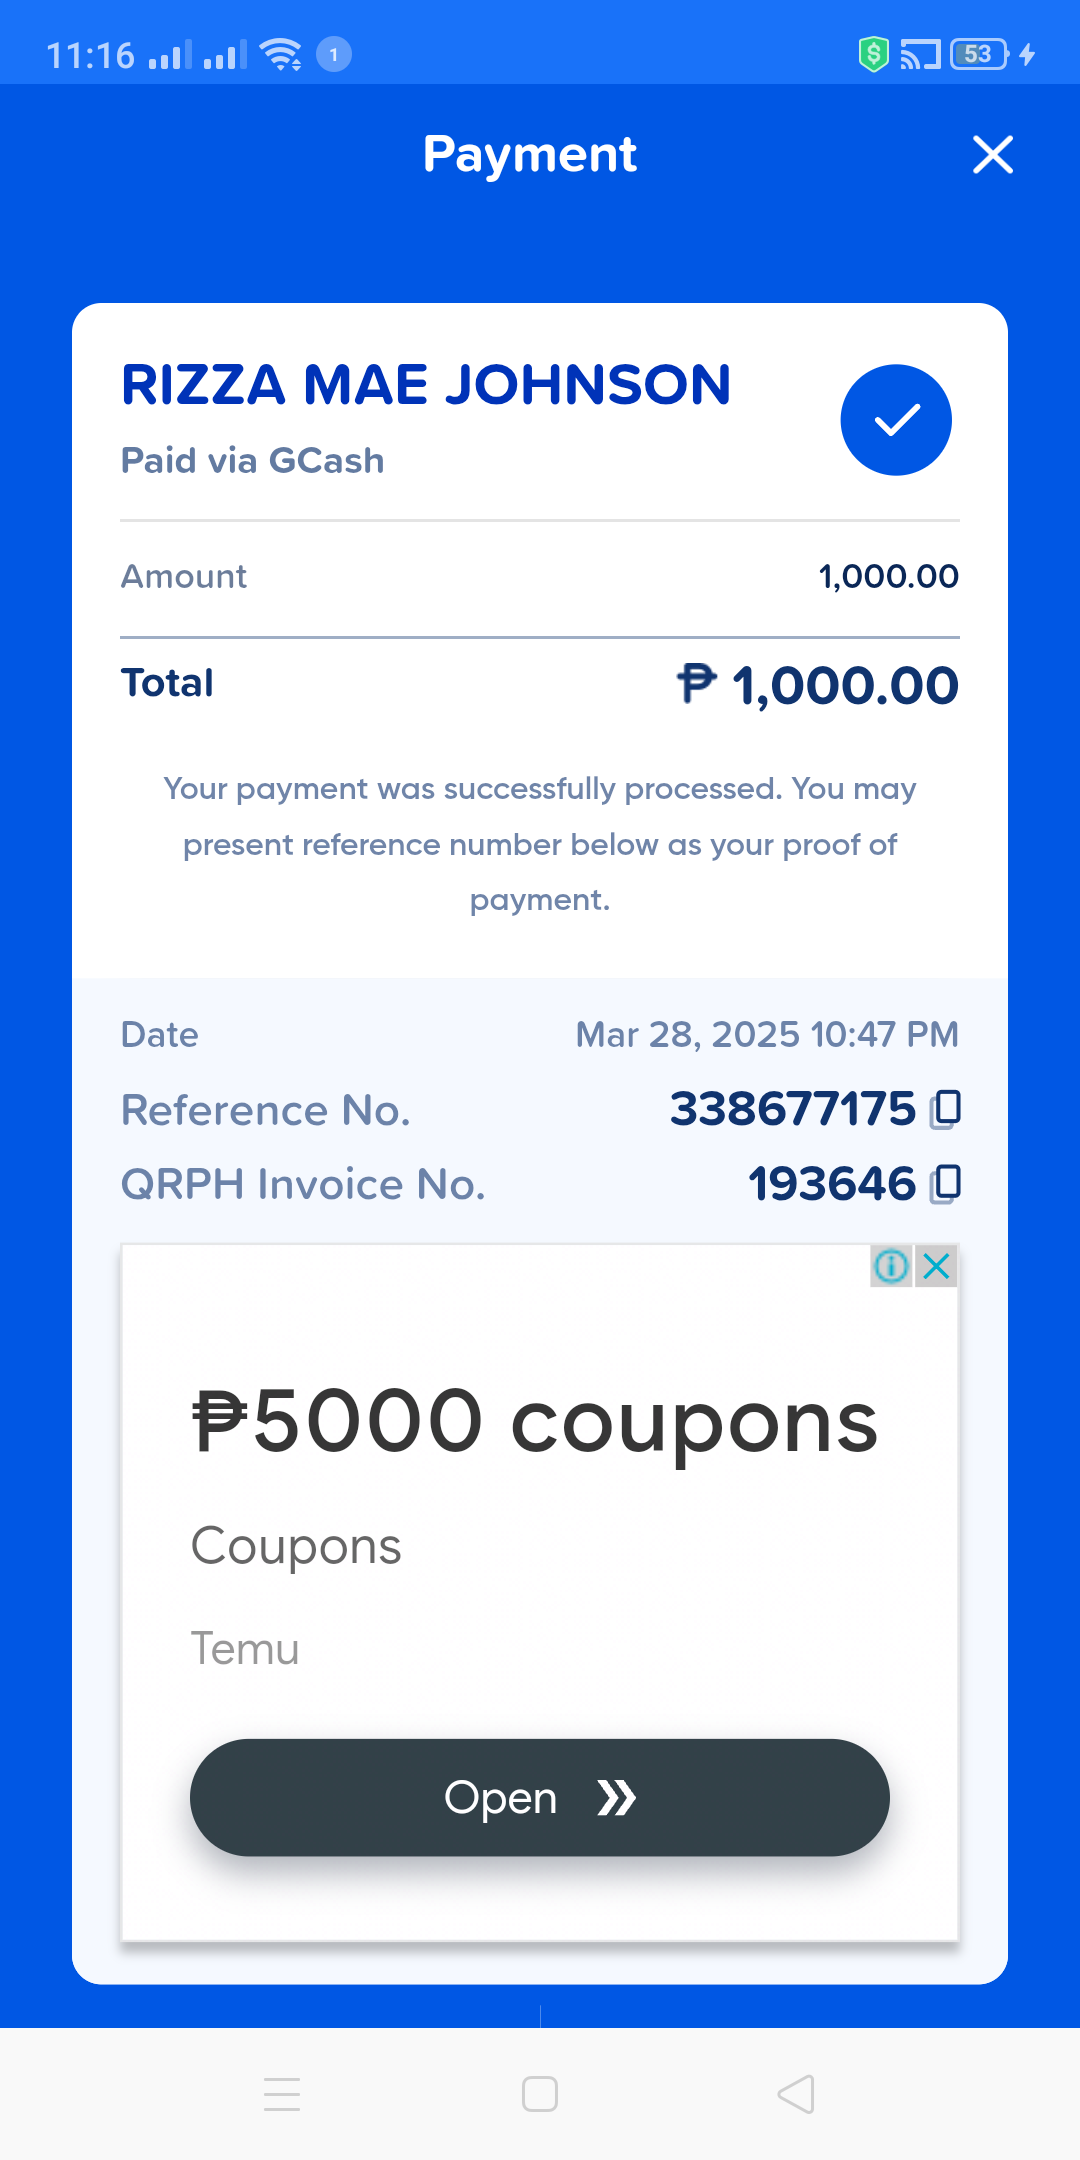 11:16
1
53
Payment
RIZZA MAE JOHNSON
Paid via GCash
Amount 1,000.00
Total ₱ 1,000.00
Your payment was successfully processed. You may
present reference number below as your proof of
payment.
Date Mar 28, 2025 10:47 PM
Reference No. 338677175
QRPH Invoice No. 193646
₱5000 coupons
Coupons
Temu
Open